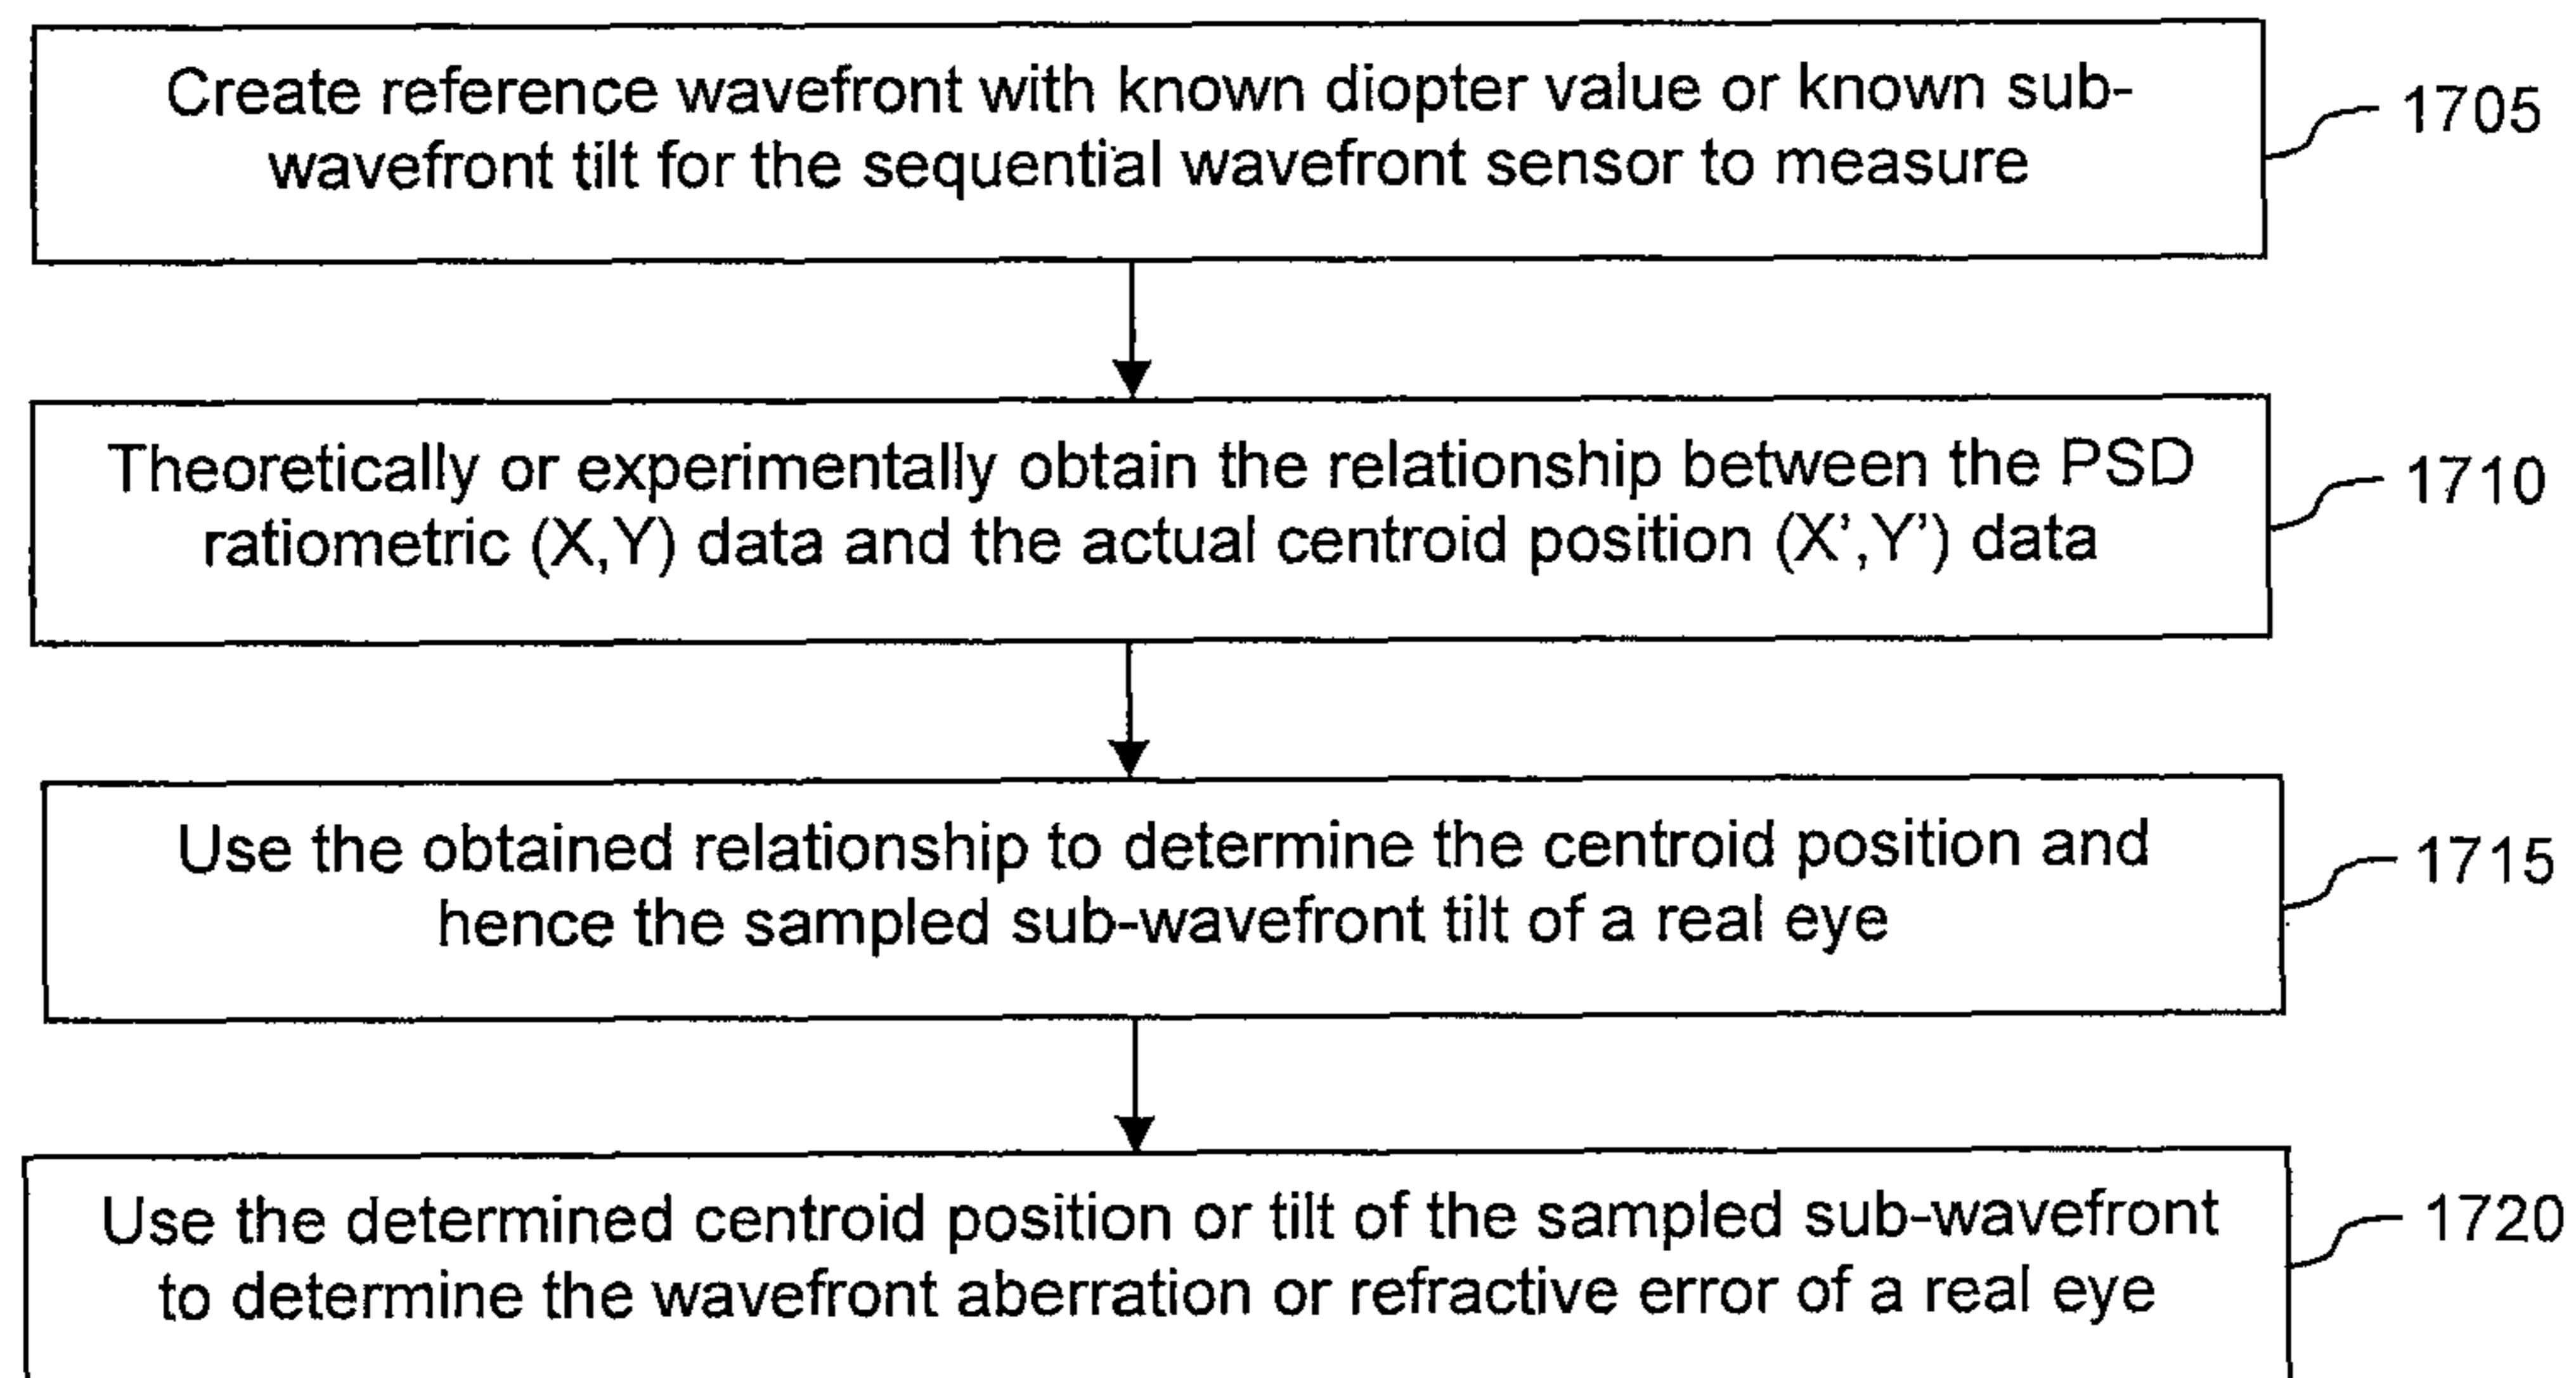 Create reference wavefront with known diopter value or known sub-
wavefront tilt for the sequential wavefront sensor to measure
1705
Theoretically or experimentally obtain the relationship between the PSD
ratiometric (X,Y) data and the actual centroid position (X’,Y’) data
1710
Use the obtained relationship to determine the centroid position and
hence the sampled sub-wavefront tilt of a real eye
1715
Use the determined centroid position or tilt of the sampled sub-wavefront
to determine the wavefront aberration or refractive error of a real eye
1720